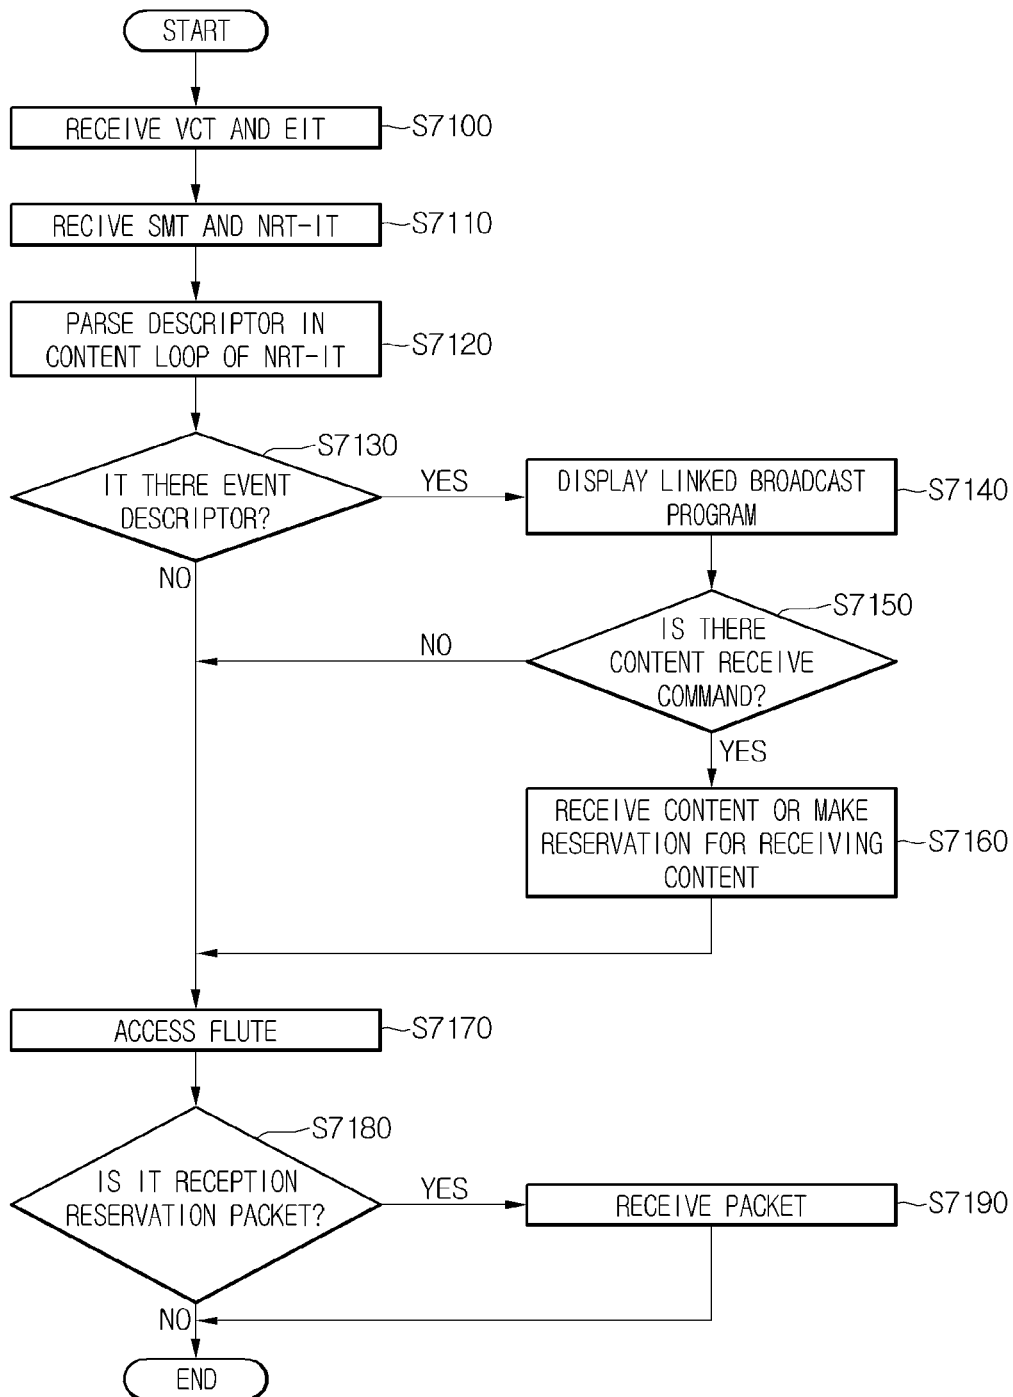 START
RECEIVE VCT AND EIT
S7100
RECIVE SMT AND NRT-IT
S7110
PARSE DESCRIPTOR IN
CONTENT LOOP OF NRT-IT
S7120
S7130
IT THERE EVENT
DESCRIPTOR?
YES
NO
DISPLAY LINKED BROADCAST
PROGRAM
S7140
S7150
IS THERE
CONTENT RECEIVE
COMMAND?
NO
YES
RECEIVE CONTENT OR MAKE
RESERVATION FOR RECEIVING
CONTENT
S7160
ACCESS FLUTE
S7170
S7180
IS IT RECEPTION
RESERVATION PACKET?
YES
RECEIVE PACKET
S7190
NO
END